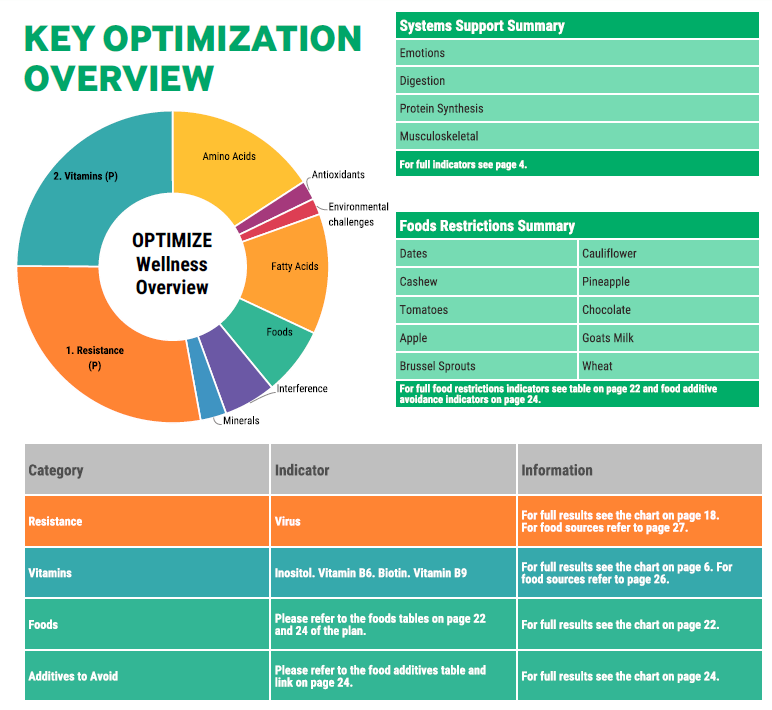 KEY OPTIMIZATION
OVERVIEW
2. Vitamins (P)
Amino Acids
Antioxidants
Environmental
challenges
Fatty Acids
Foods
Interference
Minerals
1. Resistance
(P)
OPTIMIZE
Wellness
Overview
Systems Support Summary
Emotions
Digestion
Protein Synthesis
Musculoskeletal
For full indicators see page 4.
Foods Restrictions Summary
Dates Cauliflower
Cashew Pineapple
Tomatoes Chocolate
Apple Goats Milk
Brussel Sprouts Wheat
For full food restrictions indicators see table on page 22 and food additive
avoidance indicators on page 24.
Category Indicator Information
Resistance Virus For full results see the chart on page 18.
For food sources refer to page 27.
Vitamins Inositol. Vitamin B6. Biotin. Vitamin B9 For full results see the chart on page 6. For
food sources refer to page 26.
Foods Please refer to the foods tables on page 22
and 24 of the plan. For full results see the chart on page 22.
Additives to Avoid Please refer to the food additives table and
link on page 24. For full results see the chart on page 24.